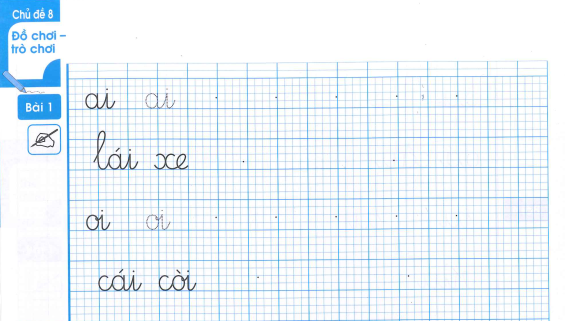 Chủ đề 8
Đồ chơi –
trò chơi
Bài 1
ai ai
lái xe
oi oi
cái còi